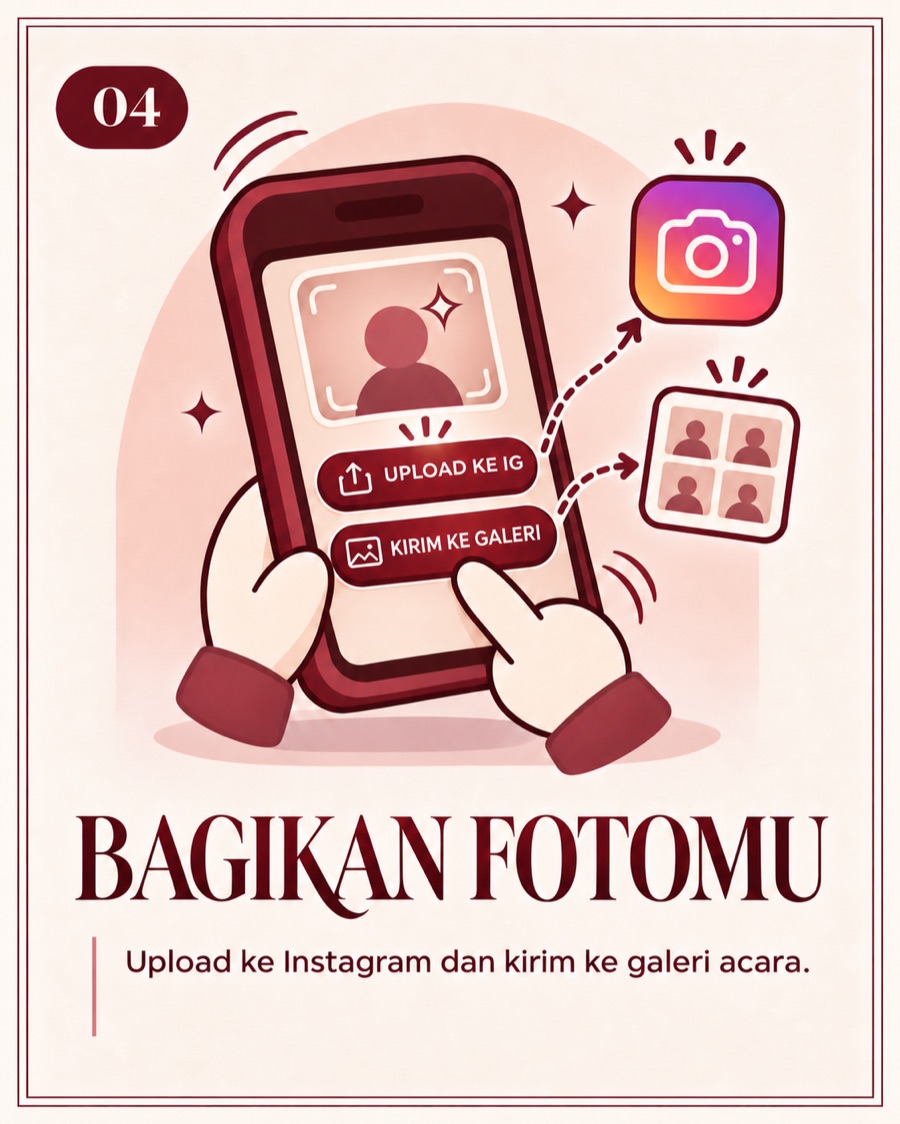 04
UPLOAD KE IG
KIRIM KE GALERI
BAGIKAN FOTOMU
Upload ke Instagram dan kirim ke galeri acara.